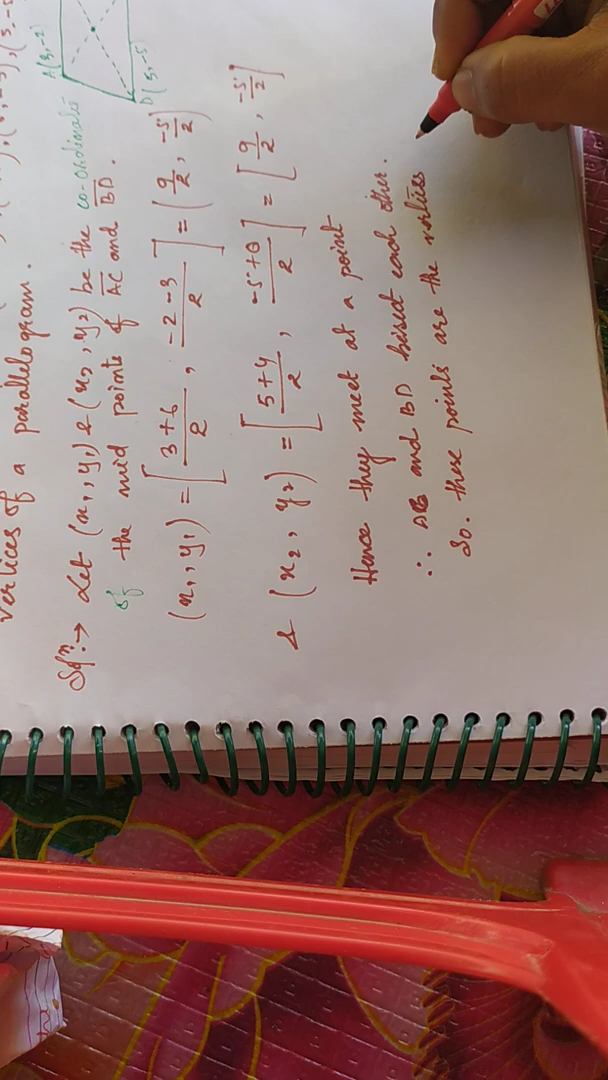 vertices of a parallelogram.
A(3,-2)
D(5,-5)
Solⁿ:→ Let (x₁, y₁) & (x₂, y₂) be the co-ordinate
of the mid points of AC and BD.
(x₁, y₁) = [ (3+6)/2 , (-2-3)/2 ] = ( 9/2 , -5/2 )
& (x₂, y₂) = [ (5+4)/2 , (-5+0)/2 ] = [ 9/2 , -5/2 ]
Hence they meet at a point
∴ and BD bisect each other.
So. these points are the vertices